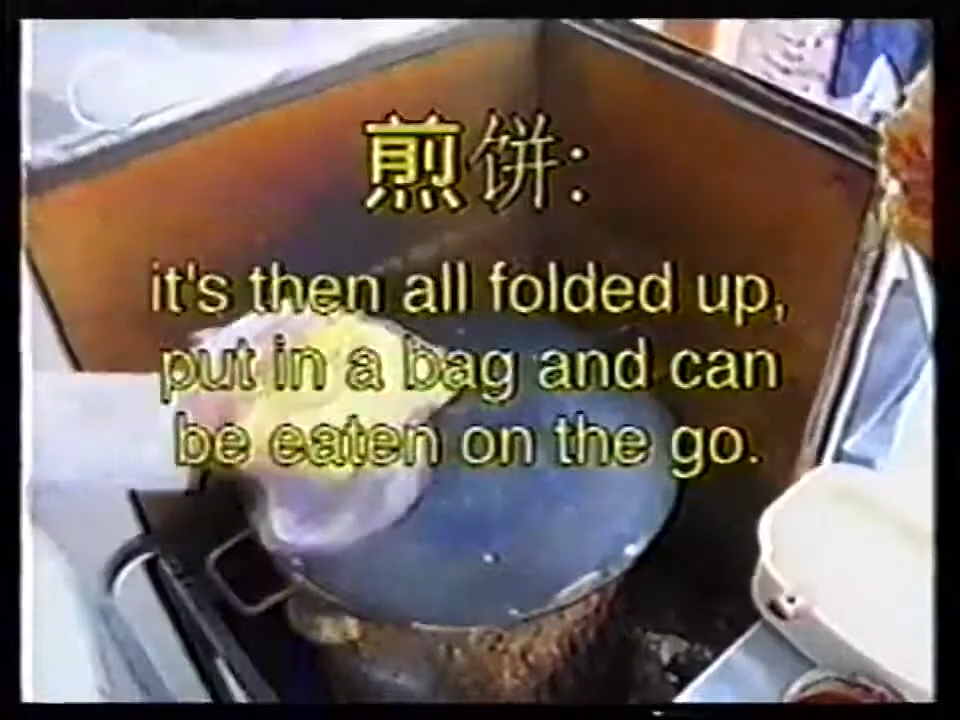 煎饼:
it's then all folded up,
put in a bag and can
be eaten on the go.